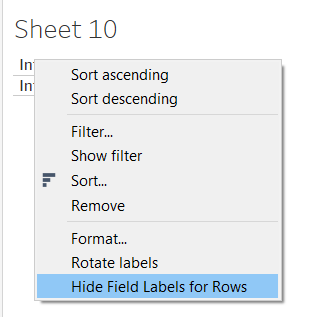 Sheet 10
Sort ascending
Sort descending
Filter...
Show filter
Sort...
Remove
Format...
Rotate labels
Hide Field Labels for Rows